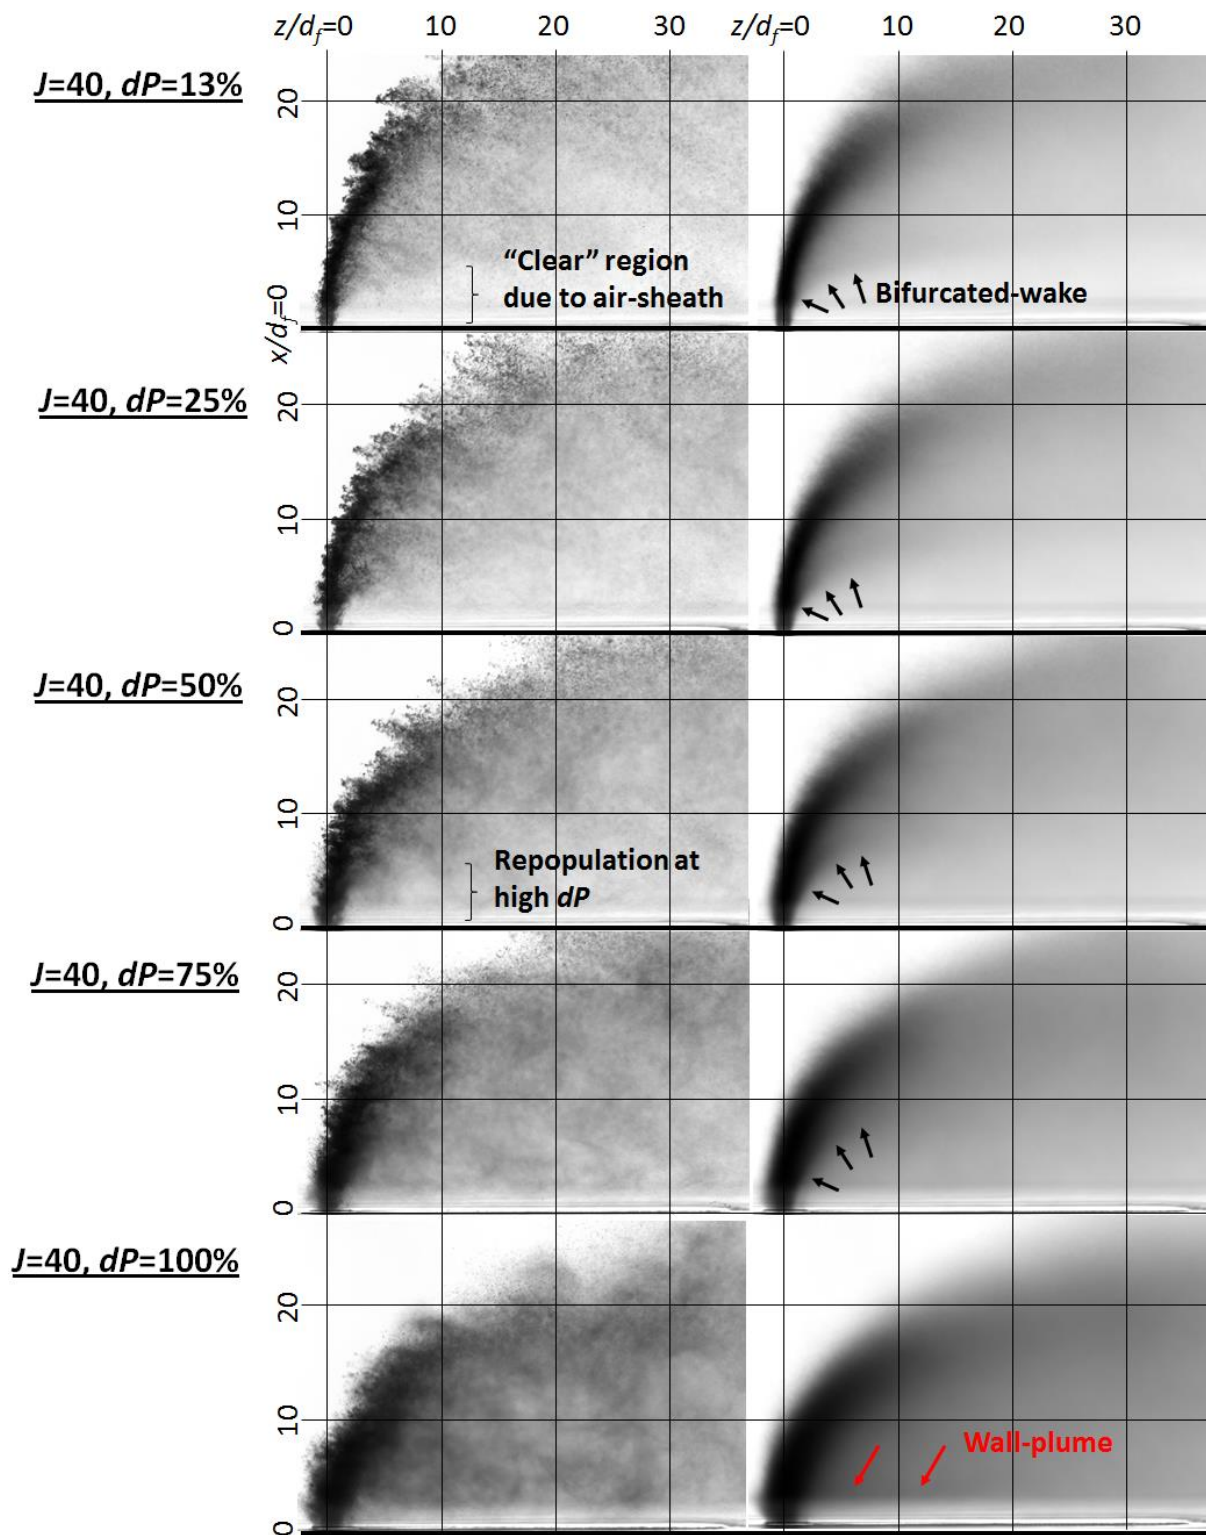 z/d_f=0 10 20 30 z/d_f=0 10 20 30
J=40, dP=13%
20
10
x/d_f=0
“Clear” region
due to air-sheath
Bifurcated-wake
J=40, dP=25%
20
10
0
J=40, dP=50%
20
10
0
Repopulation at
high dP
J=40, dP=75%
20
10
0
J=40, dP=100%
20
10
0
Wall-plume